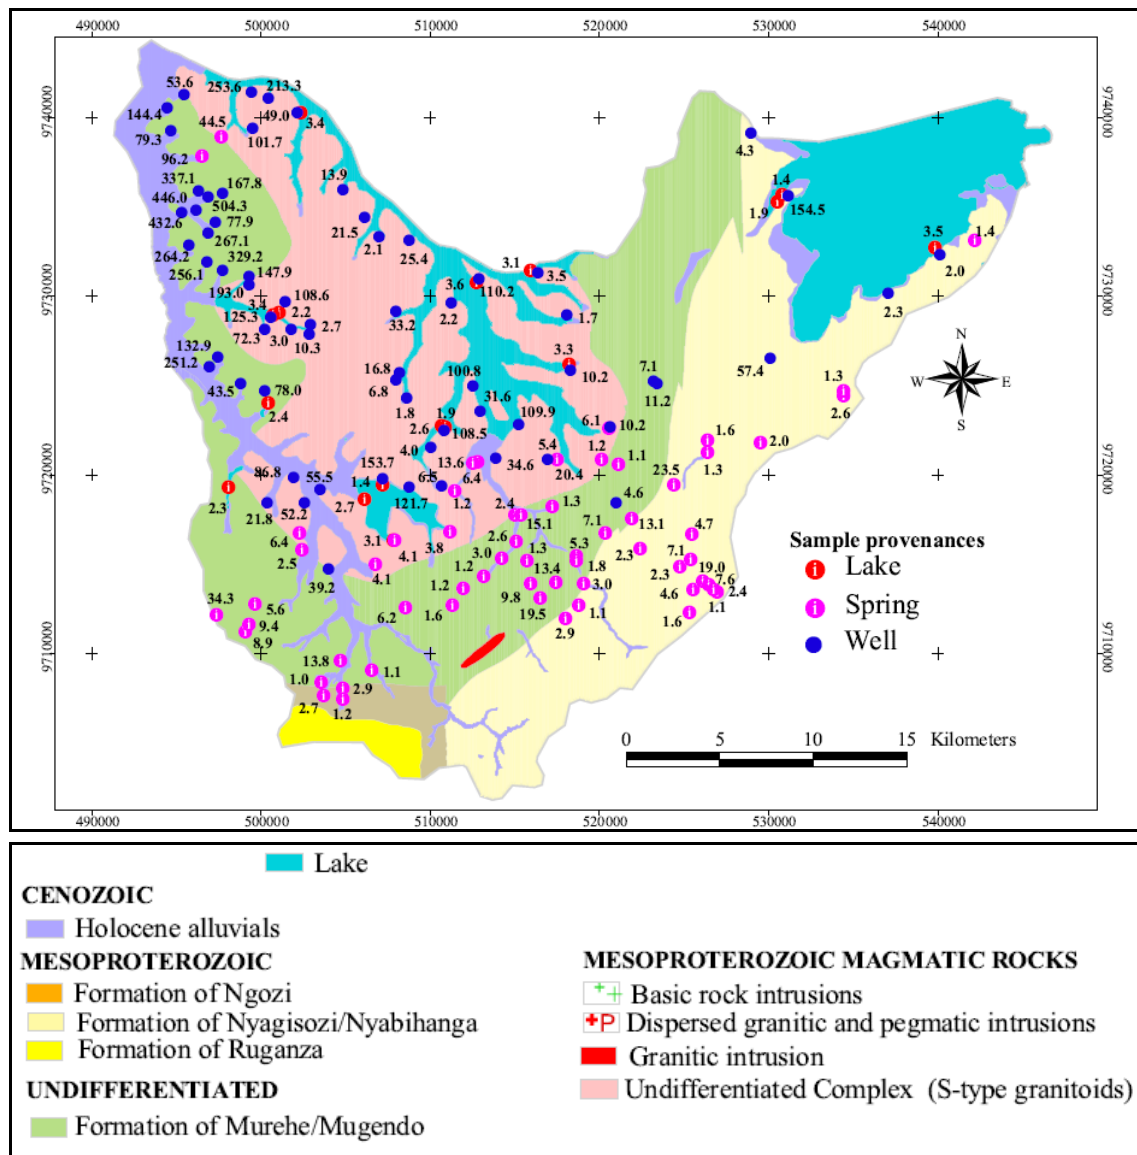 490000 500000 510000 520000 530000 540000
9740000 9740000
9730000 9730000
9720000 9720000
9710000 9710000
53.6 253.6 213.3
144.4 44.5 49.0 3.4
79.3 101.7 4.3
96.2
337.1 167.8 13.9 1.4
446.0 504.3 1.9 154.5
432.6 77.9 21.5 3.5 1.4
267.1 2.1
264.2 329.2 25.4 3.1 2.0
256.1 147.9 3.6 3.5
193.0 108.6 110.2 2.3
3.4 2.2
125.3 2.7 33.2 2.2 1.7
72.3 3.0 10.3
132.9 3.3
251.2 16.8 100.8 7.1 57.4
43.5 78.0 6.8 10.2 11.2 1.3
2.4 1.8 31.6 2.6
1.9 109.9 6.1 10.2
2.6 108.5 1.6 2.0
4.0 5.4 1.2 1.1 1.3
86.8 55.5 153.7 6.5 13.6 6.4 34.6 20.4 23.5
1.4
2.3 21.8 52.2 2.7 121.7 1.2 2.4 1.3 4.6
15.1 13.1
6.4 3.1 4.1 3.8 2.6 7.1 4.7
2.5 3.0 1.3 5.3 2.3 7.1
4.1 1.2 13.4 1.8 2.3 19.0
39.2 1.2 3.0 4.6 7.6
34.3 5.6 6.2 1.6 9.8 19.5 1.1 1.1 2.4
9.4 2.9 1.6
8.9
13.8 1.1
1.0 2.9
2.7 1.2
N
W E
S
Sample provenances
Lake
Spring
Well
0 5 10 15 Kilometers
490000 500000 510000 520000 530000 540000
Lake
CENOZOIC
Holocene alluvials
MESOPROTEROZOIC
Formation of Ngozi
Formation of Nyagisozi/Nyabihanga
Formation of Ruganza
UNDIFFERENTIATED
Formation of Murehe/Mugendo
MESOPROTEROZOIC MAGMATIC ROCKS
Basic rock intrusions
P Dispersed granitic and pegmatic intrusions
Granitic intrusion
Undifferentiated Complex (S-type granitoids)